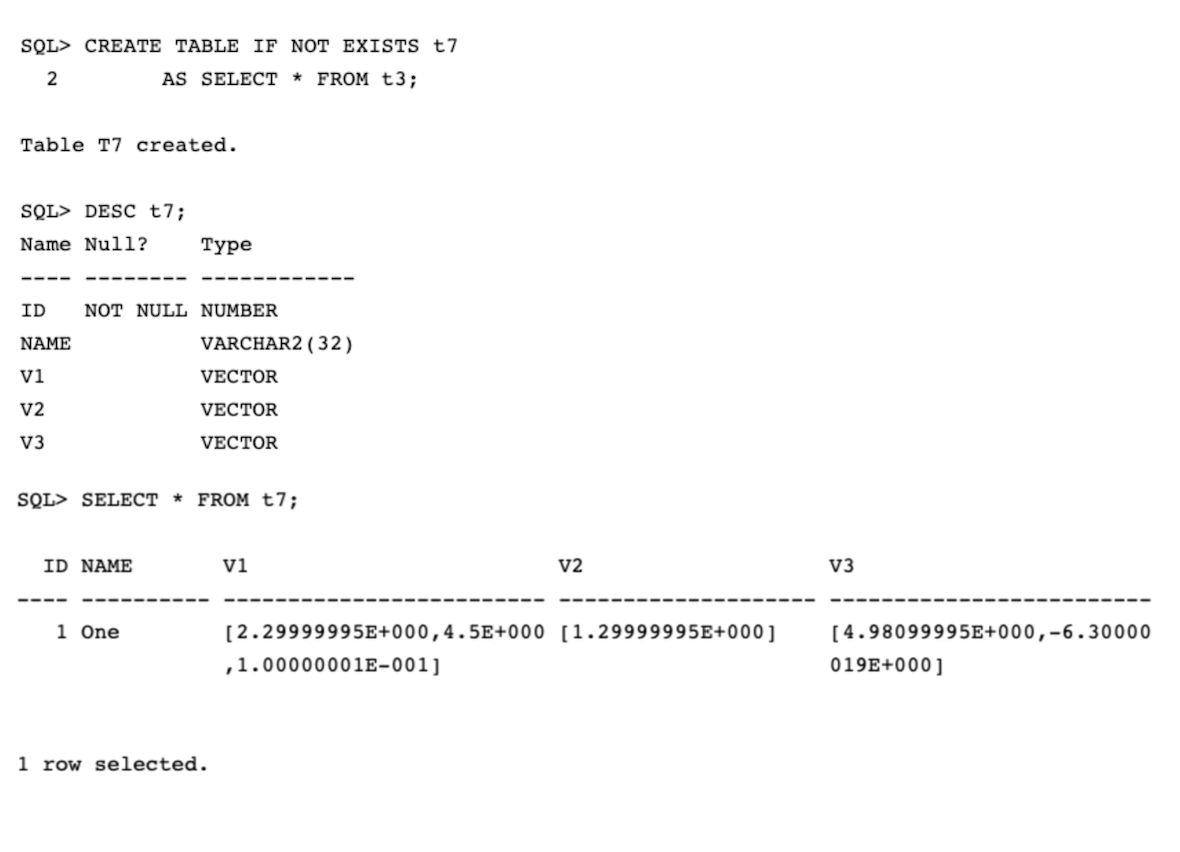 SQL> CREATE TABLE IF NOT EXISTS t7
  2        AS SELECT * FROM t3;
Table T7 created.
SQL> DESC t7;
Name Null?    Type
---- -------- ------------
ID   NOT NULL NUMBER
NAME          VARCHAR2(32)
V1            VECTOR
V2            VECTOR
V3            VECTOR
SQL> SELECT * FROM t7;
  ID NAME       V1                        V2                   V3
---- ---------- ------------------------- -------------------- -------------------------
   1 One        [2.29999995E+000,4.5E+000 [1.29999995E+000]    [4.98099995E+000,-6.30000
                ,1.00000001E-001]                              019E+000]
1 row selected.